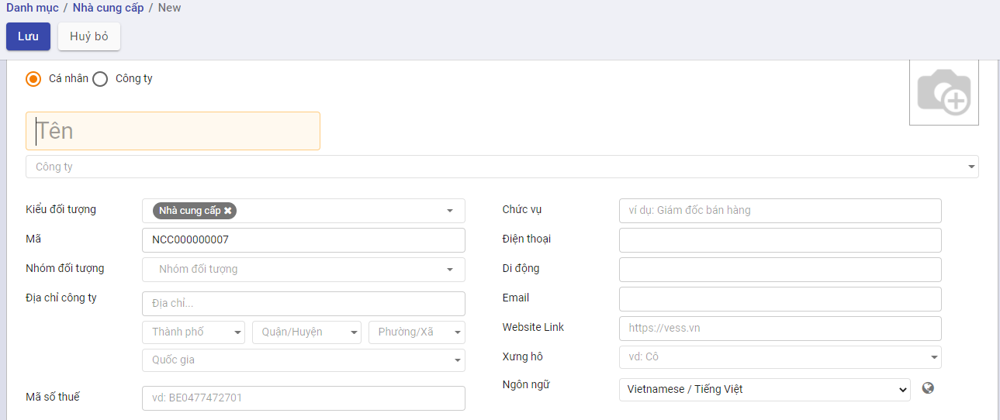 Danh mục / Nhà cung cấp / New
Lưu Huỷ bỏ
Cá nhân Công ty
Tên
Công ty
Kiểu đối tượng Nhà cung cấp ✖
Mã NCC000000007
Nhóm đối tượng Nhóm đối tượng
Địa chỉ công ty Địa chỉ...
Thành phố Quận/Huyện Phường/Xã
Quốc gia
Mã số thuế vd: BE0477472701
Chức vụ ví dụ: Giám đốc bán hàng
Điện thoại
Di động
Email
Website Link https://vess.vn
Xưng hô vd: Cô
Ngôn ngữ Vietnamese / Tiếng Việt